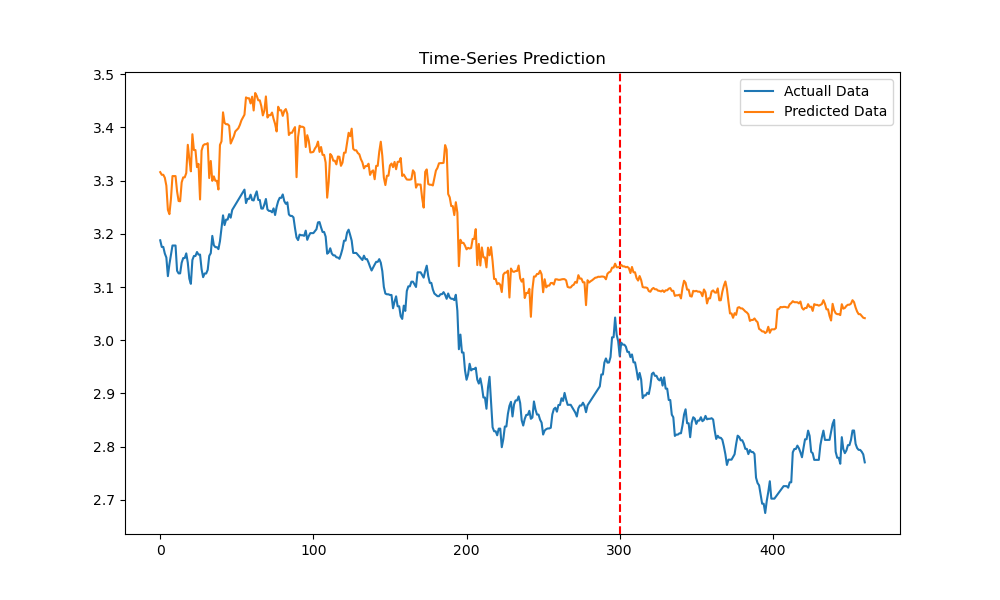 Time-Series Prediction
Actuall Data
Predicted Data
3.5
3.4
3.3
3.2
3.1
3.0
2.9
2.8
2.7
0 100 200 300 400